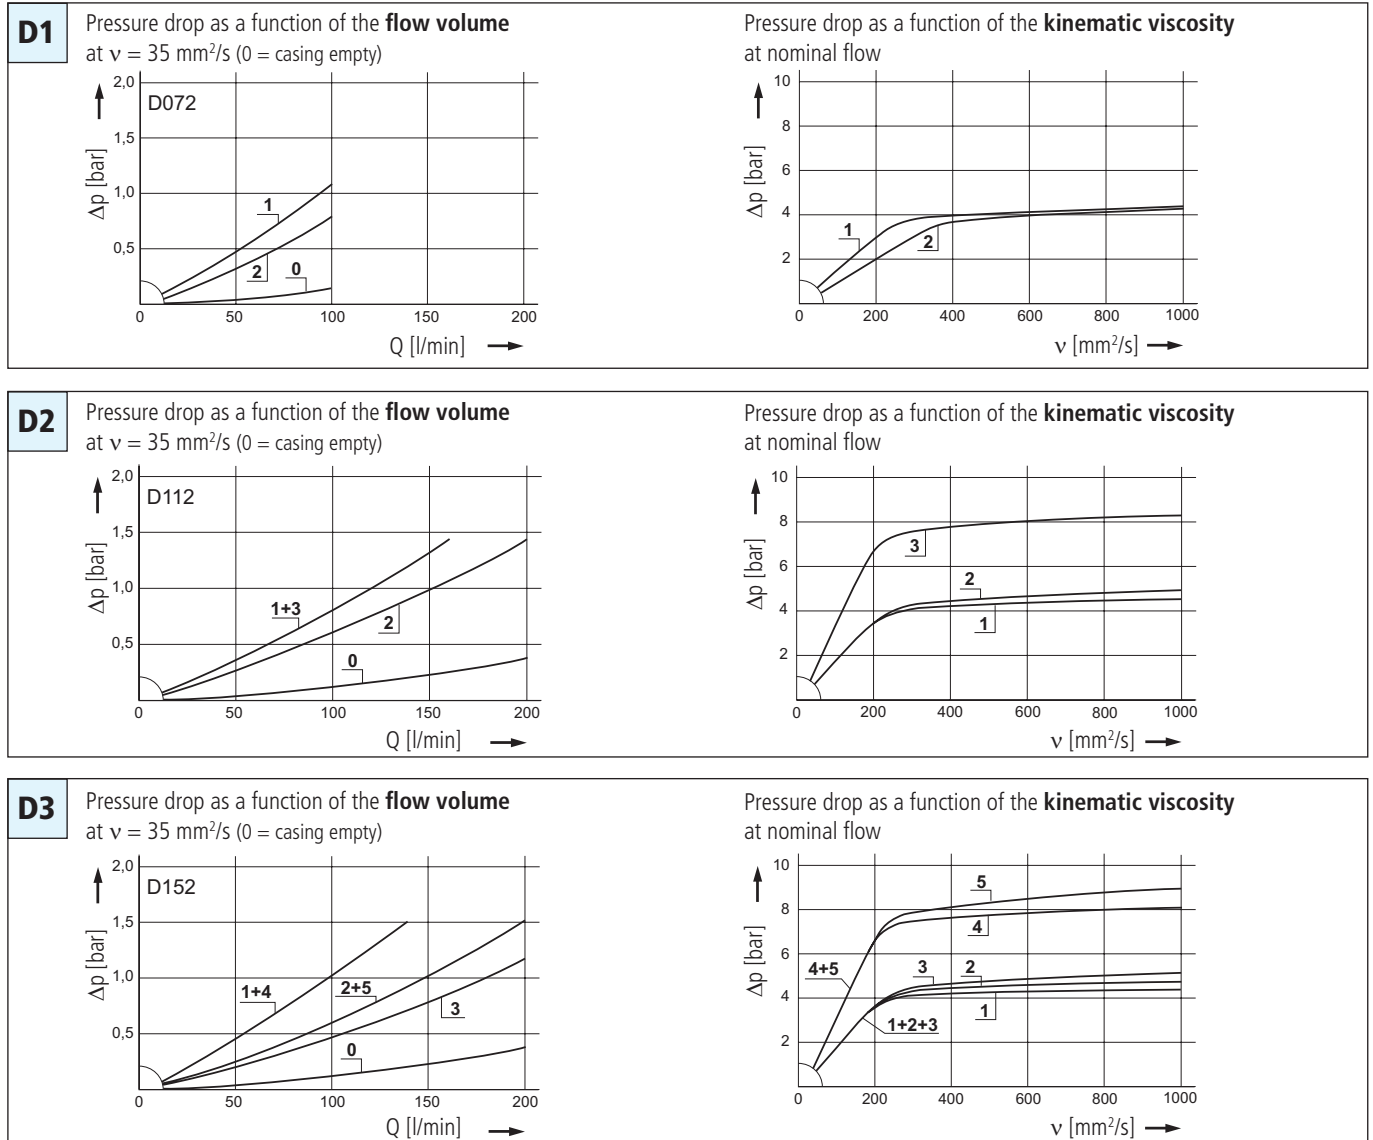 D1
Pressure drop as a function of the flow volume
at ν = 35 mm²/s (0 = casing empty)
Δp [bar]
2,0
1,5
1,0
0,5
D072
1
2
0
0 50 100 150 200
Q [l/min]
Pressure drop as a function of the kinematic viscosity
at nominal flow
Δp [bar]
10
8
6
4
2
1
2
0 200 400 600 800 1000
ν [mm²/s]
D2
Pressure drop as a function of the flow volume
at ν = 35 mm²/s (0 = casing empty)
Δp [bar]
2,0
1,5
1,0
0,5
D112
1+3
2
0
0 50 100 150 200
Q [l/min]
Pressure drop as a function of the kinematic viscosity
at nominal flow
Δp [bar]
10
8
6
4
2
3
2
1
0 200 400 600 800 1000
ν [mm²/s]
D3
Pressure drop as a function of the flow volume
at ν = 35 mm²/s (0 = casing empty)
Δp [bar]
2,0
1,5
1,0
0,5
D152
1+4
2+5
3
0
0 50 100 150 200
Q [l/min]
Pressure drop as a function of the kinematic viscosity
at nominal flow
Δp [bar]
10
8
6
4
2
5
4
4+5
3
2
1
1+2+3
0 200 400 600 800 1000
ν [mm²/s]